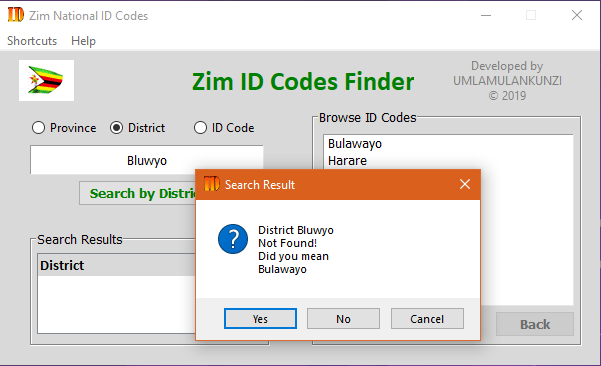 Zim National ID Codes
Shortcuts Help
Zim ID Codes Finder
Developed by
UMLAMULANKUNZI
© 2019
Province District ID Code
Bluwyo
Search by Distri
Browse ID Codes
Bulawayo
Harare
Search Results
District
Back
ID Search Result
District Bluwyo
Not Found!
Did you mean
Bulawayo
Yes No Cancel